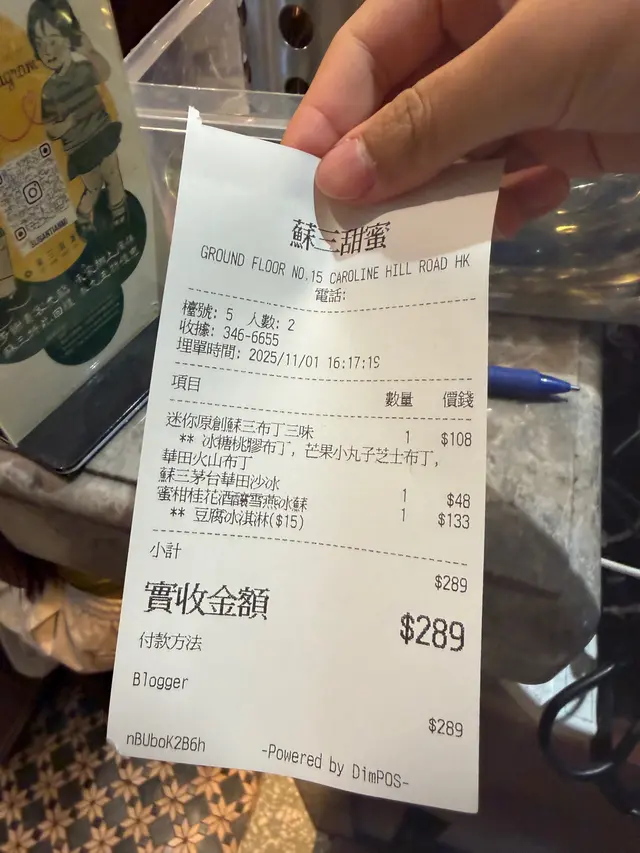 蘇三甜蜜
GROUND FLOOR NO.15 CAROLINE HILL ROAD HK
電話:
檯號: 5 人數: 2
收據: 346-6655
埋單時間: 2025/11/01 16:17:19
項目 數量 價錢
迷你原創蘇三布丁三味 1 $108
** 冰糖桃膠布丁, 芒果小丸子芝士布丁,
華田火山布丁
蘇三茅台華田沙冰 1 $48
蜜柑桂花酒釀雪燕冰蘇 1 $133
** 豆腐冰淇淋($15)
小計 $289
實收金額 $289
付款方法
Blogger $289
nBUboK2B6h -Powered by DimPOS-